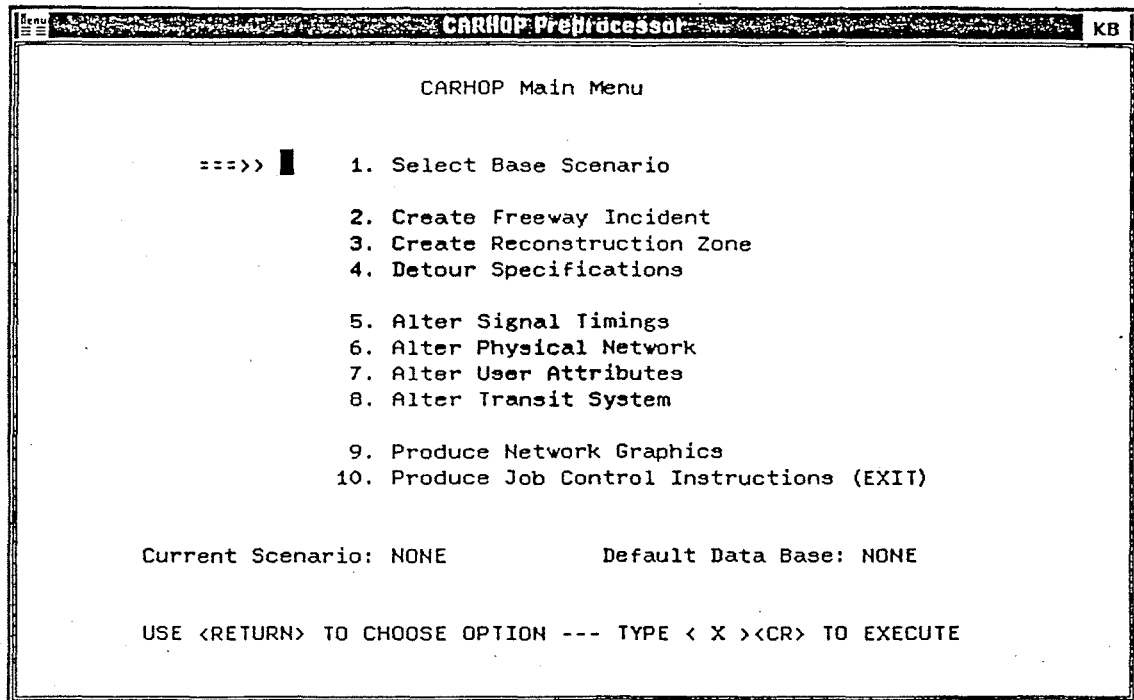 Menu CARHOP Preprocessor KB
CARHOP Main Menu
===>> 1. Select Base Scenario
2. Create Freeway Incident
3. Create Reconstruction Zone
4. Detour Specifications
5. Alter Signal Timings
6. Alter Physical Network
7. Alter User Attributes
8. Alter Transit System
9. Produce Network Graphics
10. Produce Job Control Instructions (EXIT)
Current Scenario: NONE Default Data Base: NONE
USE <RETURN> TO CHOOSE OPTION --- TYPE < X ><CR> TO EXECUTE